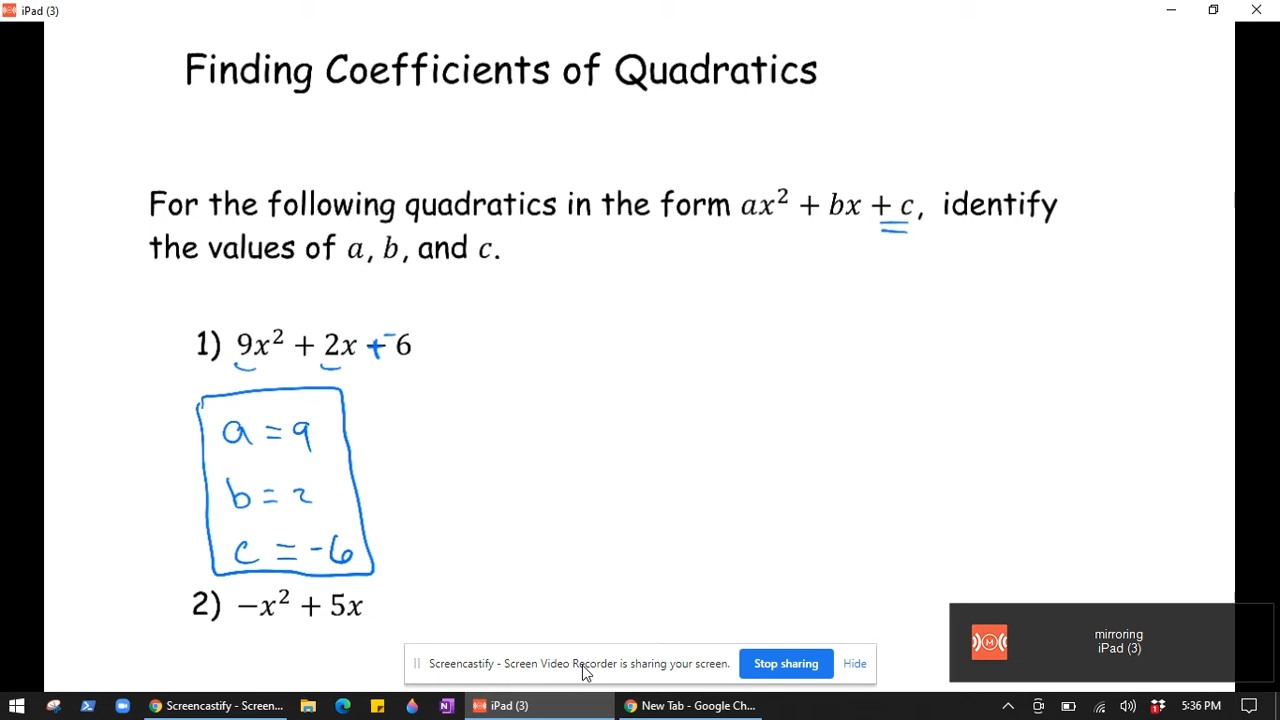 iPad (3)
Finding Coefficients of Quadratics
For the following quadratics in the form ax² + bx + c, identify
the values of a, b, and c.
1) 9x² + 2x + ⁻6
a = 9
b = 2
c = -6
2) −x² + 5x
mirroring
iPad (3)
Screencastify - Screen Video Recorder is sharing your screen. Stop sharing Hide
Screencastify - Screen... iPad (3) New Tab - Google Ch... 5:36 PM